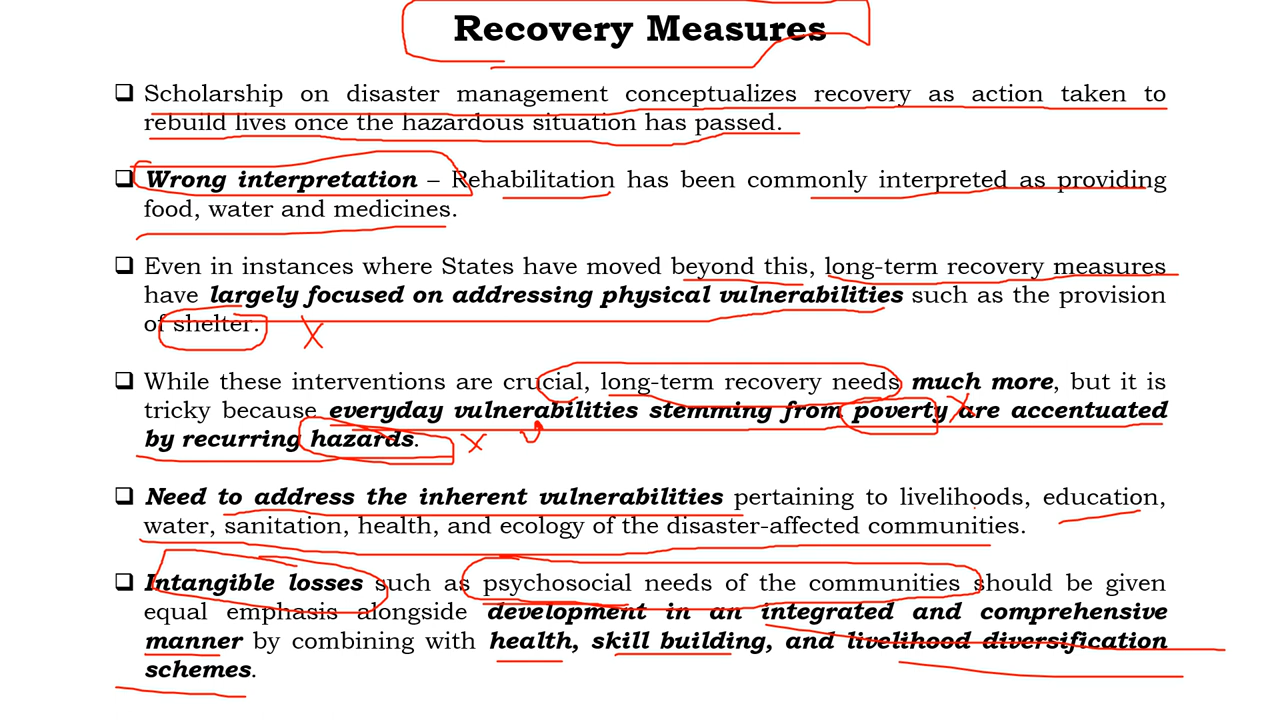 Recovery Measures
❑ Scholarship on disaster management conceptualizes recovery as action taken to
rebuild lives once the hazardous situation has passed.
❑ Wrong interpretation – Rehabilitation has been commonly interpreted as providing
food, water and medicines.
❑ Even in instances where States have moved beyond this, long-term recovery measures
have largely focused on addressing physical vulnerabilities such as the provision
of shelter.
❑ While these interventions are crucial, long-term recovery needs much more, but it is
tricky because everyday vulnerabilities stemming from poverty are accentuated
by recurring hazards.
❑ Need to address the inherent vulnerabilities pertaining to livelihoods, education,
water, sanitation, health, and ecology of the disaster-affected communities.
❑ Intangible losses such as psychosocial needs of the communities should be given
equal emphasis alongside development in an integrated and comprehensive
manner by combining with health, skill building, and livelihood diversification
schemes.